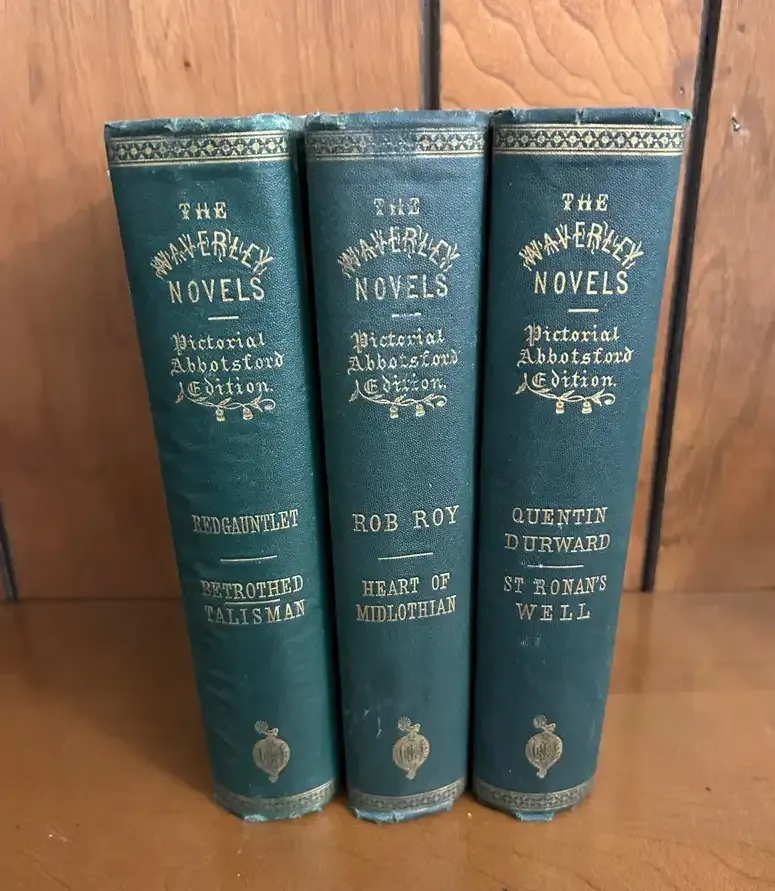 THE
WAVERLEY
NOVELS
Pictorial
Abbotsford
Edition.
REDGAUNTLET
BETROTHED
TALISMAN
THE
WAVERLEY
NOVELS
Pictorial
Abbotsford
Edition.
ROB ROY
HEART OF
MIDLOTHIAN
THE
WAVERLEY
NOVELS
Pictorial
Abbotsford
Edition.
QUENTIN
DURWARD
ST RONAN'S
WELL